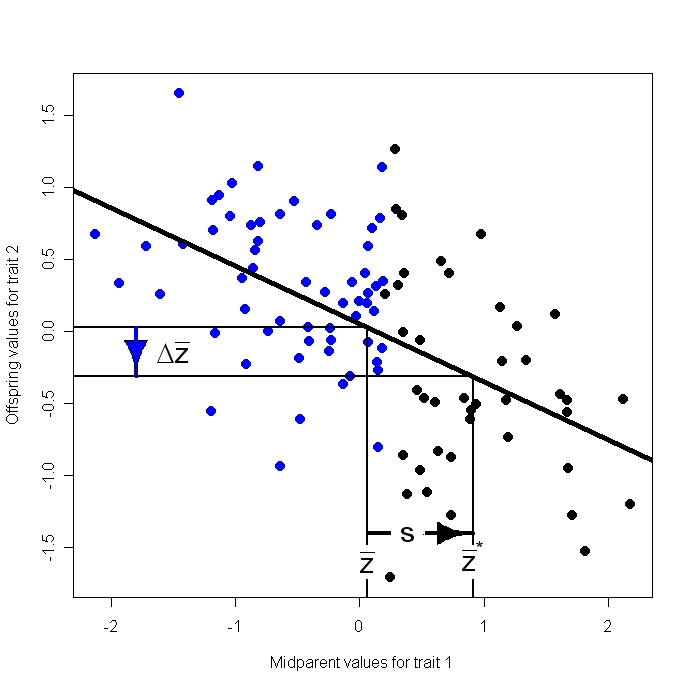 1.5
1.0
0.5
0.0
-0.5
-1.0
-1.5
Offspring values for trait 2
Δz̅
s
z̅
z̅*
-2
-1
0
1
2
Midparent values for trait 1